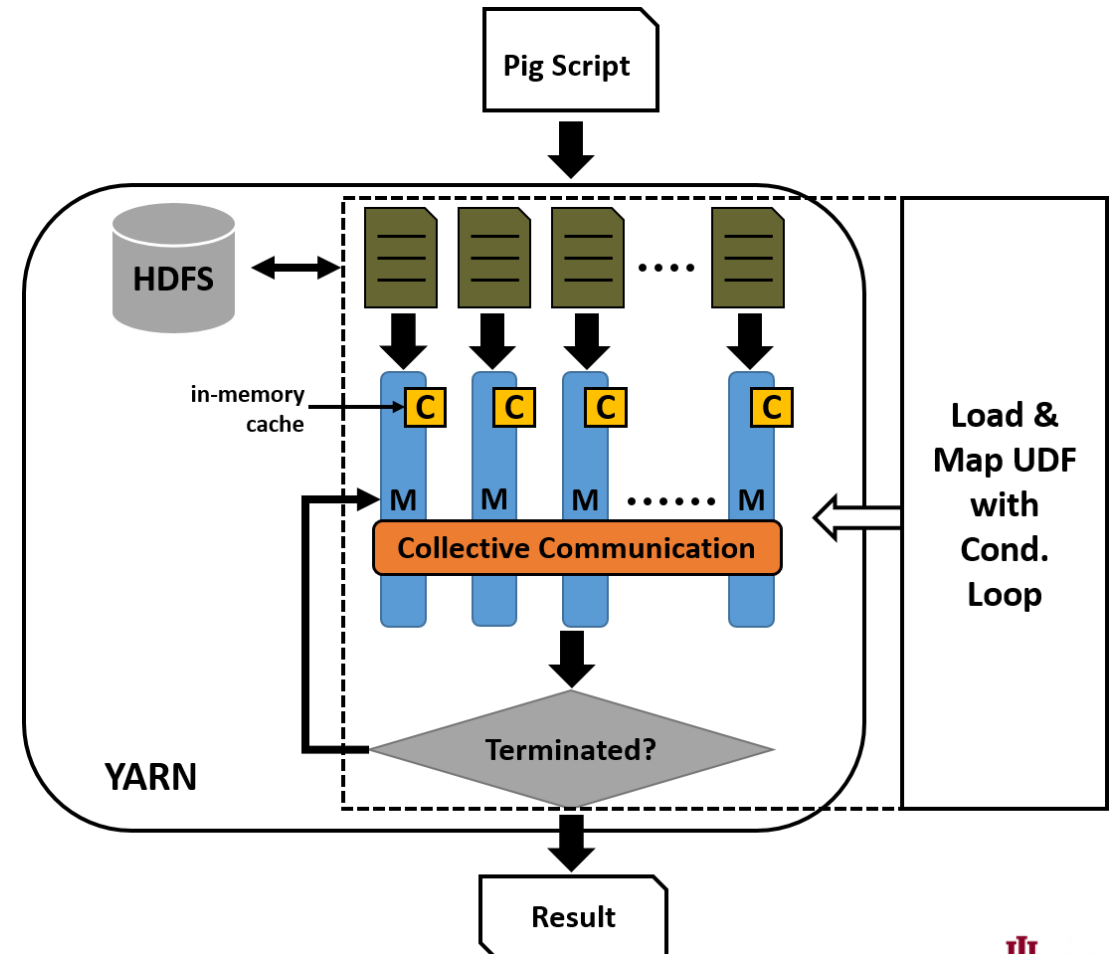 Pig Script
HDFS
in-memory
cache
C
C
C
C
M
M
M
M
Collective Communication
Load &
Map UDF
with
Cond.
Loop
Terminated?
YARN
Result